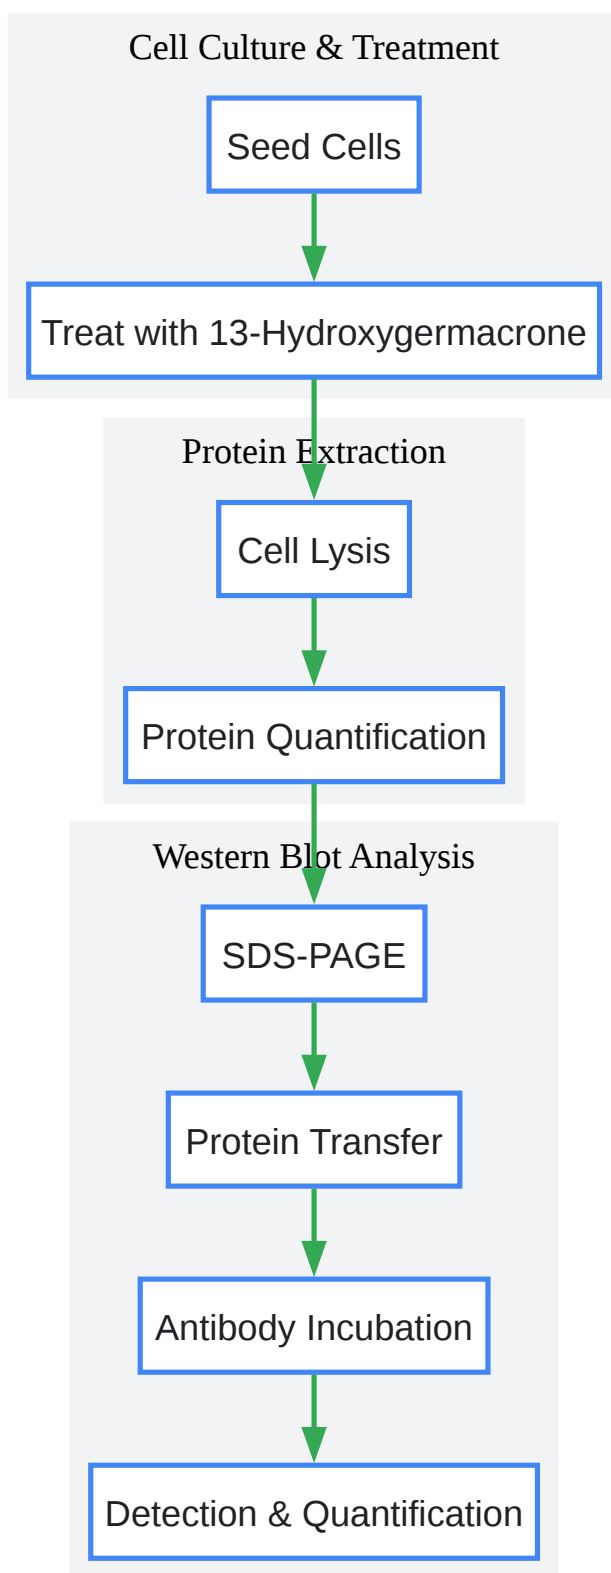 Cell Culture & Treatment
Seed Cells
Treat with 13-Hydroxygermacrone
Protein Extraction
Cell Lysis
Protein Quantification
Western Blot Analysis
SDS-PAGE
Protein Transfer
Antibody Incubation
Detection & Quantification